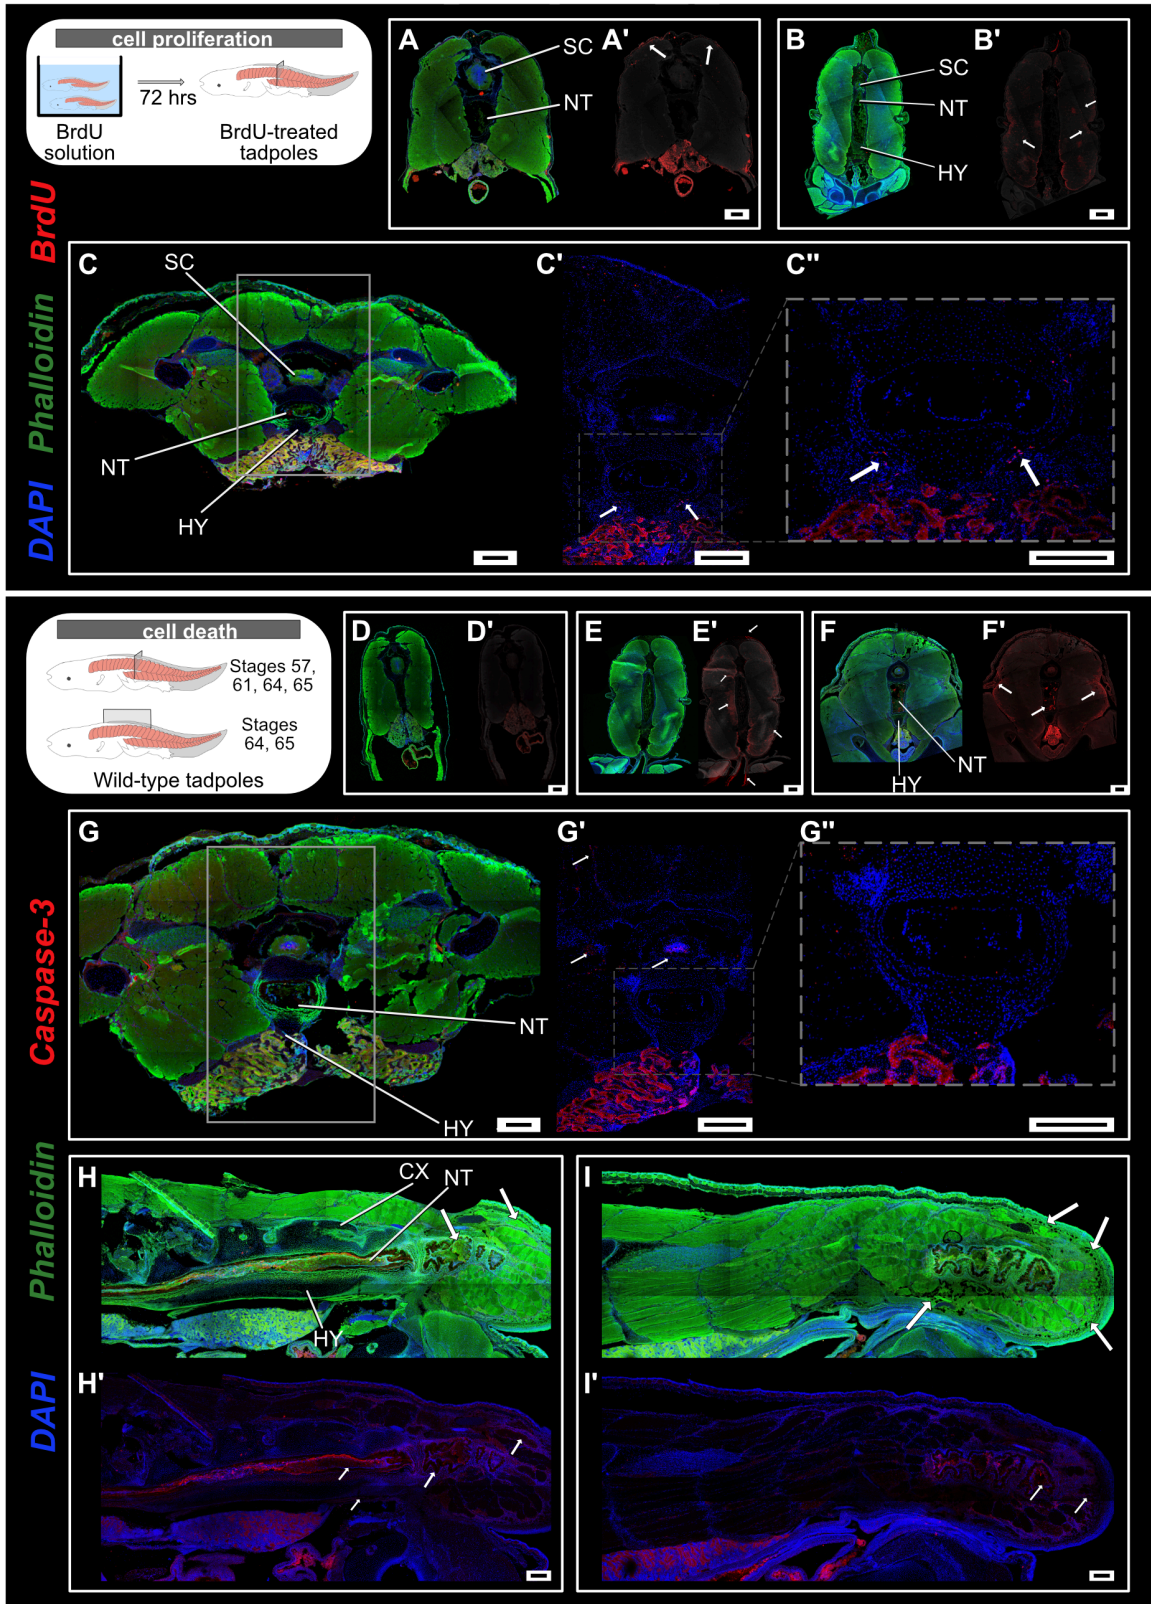 cell proliferation
72 hrs
BrdU
solution
BrdU-treated
tadpoles
A
A'
SC
NT
B
B'
SC
NT
HY
DAPI Phalloidin BrdU
C
C'
C"
SC
NT
HY
cell death
Stages 57,
61, 64, 65
Stages
64, 65
Wild-type tadpoles
D
D'
E
E'
F
F'
NT
HY
DAPI Phalloidin Caspase-3
G
G'
G"
NT
HY
H
CX
NT
HY
H'
I
I'